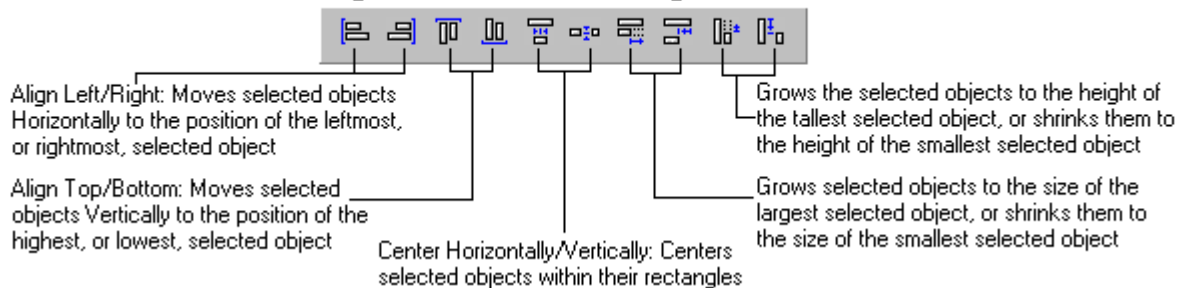 Align Left/Right: Moves selected objects
Horizontally to the position of the leftmost,
or rightmost, selected object
Align Top/Bottom: Moves selected
objects Vertically to the position of the
highest, or lowest, selected object
Center Horizontally/Vertically: Centers
selected objects within their rectangles
Grows the selected objects to the height of
the tallest selected object, or shrinks them to
the height of the smallest selected object
Grows selected objects to the size of the
largest selected object, or shrinks them to
the size of the smallest selected object